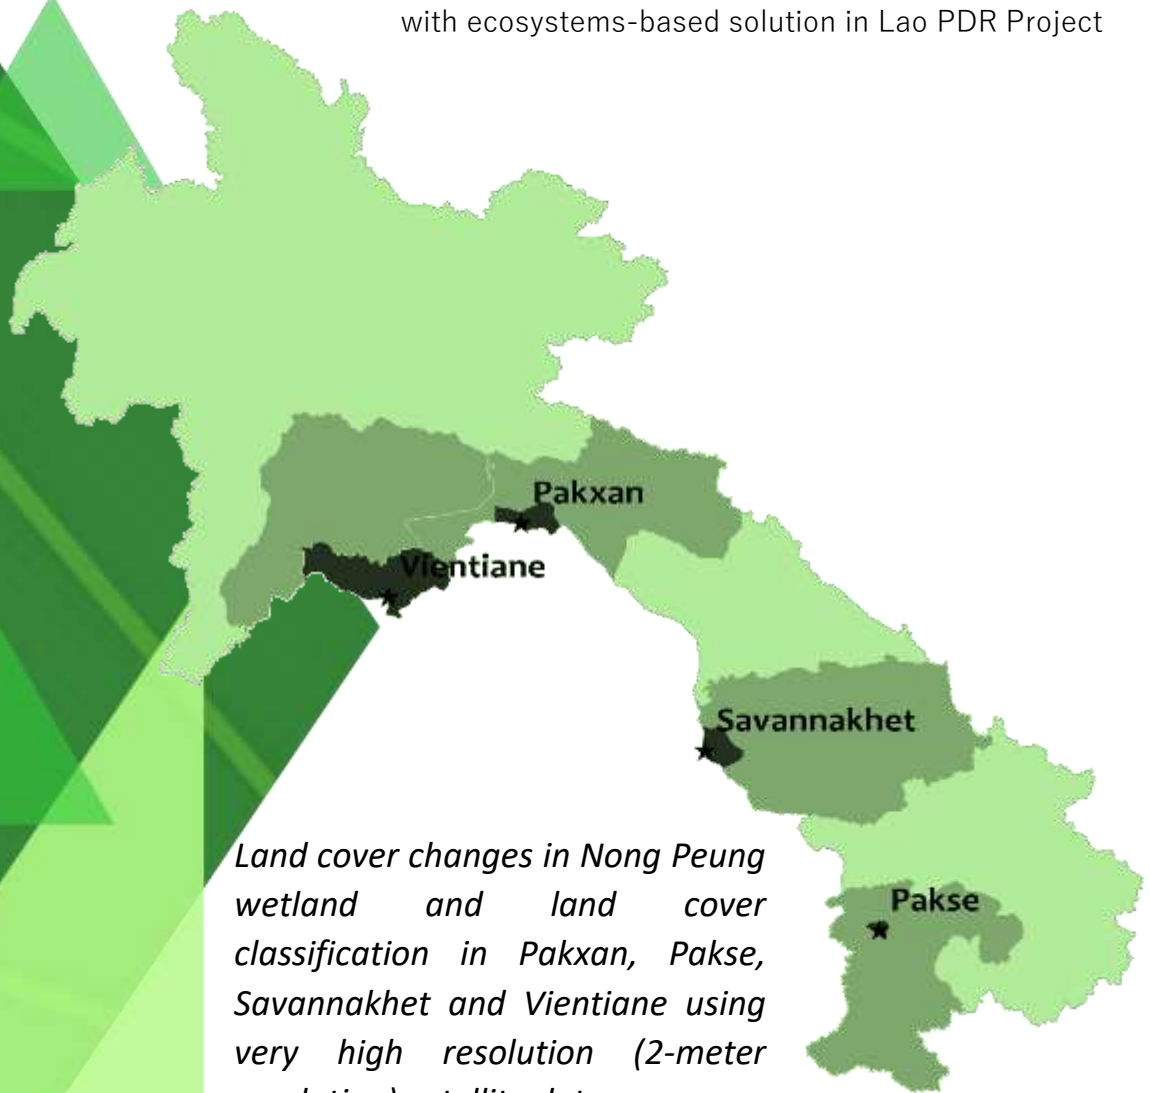 with ecosystems-based solution in Lao PDR Project
Pakxan
Vientiane
Savannakhet
Land cover changes in Nong Peung
wetland and land cover
classification in Pakxan, Pakse,
Savannakhet and Vientiane using
very high resolution (2-meter
Pakse